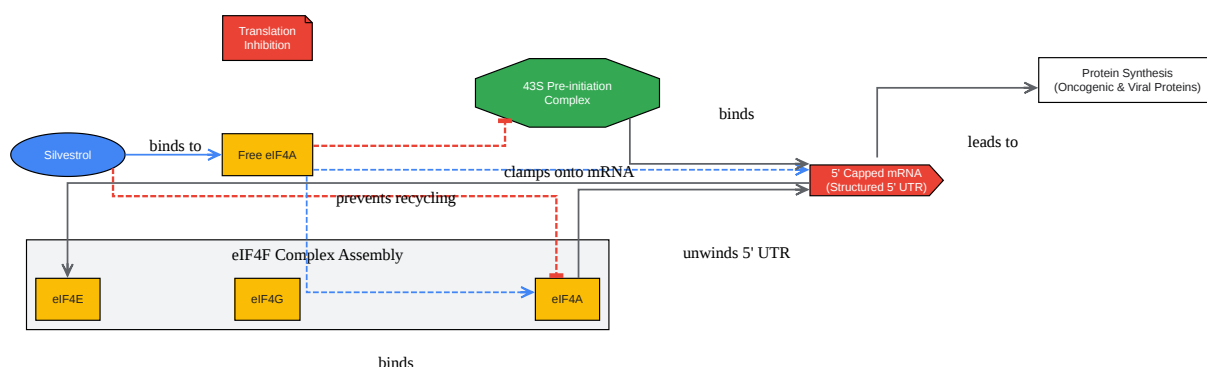 Translation
Inhibition
43S Pre-initiation
Complex
Protein Synthesis
(Oncogenic & Viral Proteins)
binds
leads to
Silvestrol
binds to
Free eIF4A
clamps onto mRNA
5' Capped mRNA
(Structured 5' UTR)
prevents recycling
unwinds 5' UTR
eIF4F Complex Assembly
eIF4E
eIF4G
eIF4A
binds